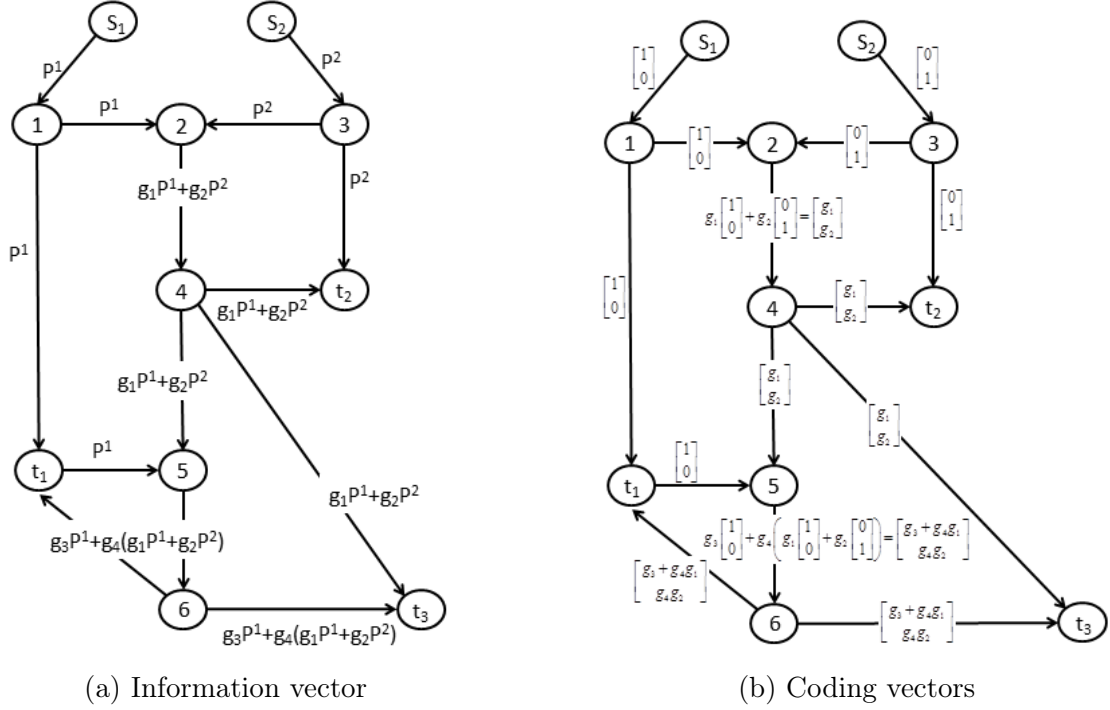 S₁
S₂
p¹
p²
1
p¹
2
p²
3
g₁p¹+g₂p²
p²
p¹
4
g₁p¹+g₂p²
t₂
g₁p¹+g₂p²
t₁
p¹
5
g₁p¹+g₂p²
g₃p¹+g₄(g₁p¹+g₂p²)
6
g₃p¹+g₄(g₁p¹+g₂p²)
t₃
(a) Information vector
S₁
S₂
[1
0]
[0
1]
1
[1
0]
2
[0
1]
3
g₁[1 0]+g₂[0 1]=[g₁ g₂]
[0
1]
[1
0]
4
[g₁
g₂]
t₂
[g₁
g₂]
[g₁
g₂]
t₁
[1
0]
5
g₃[1 0]+g₄(g₁[1 0]+g₂[0 1])=[g₃+g₄g₁ g₄g₂]
[g₃+g₄g₁
g₄g₂]
6
[g₃+g₄g₁
g₄g₂]
t₃
(b) Coding vectors